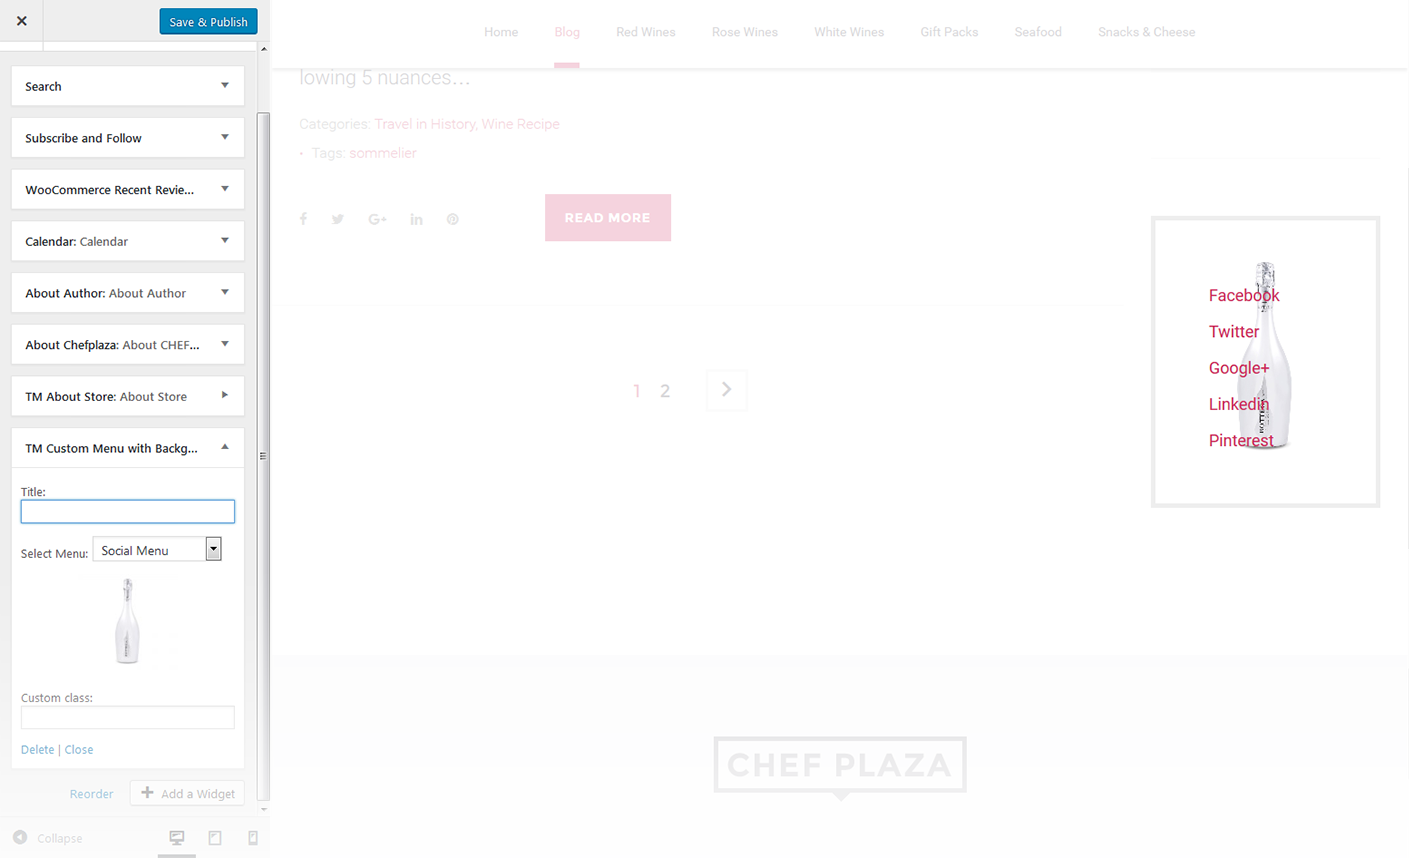 Save & Publish
Search
Subscribe and Follow
WooCommerce Recent Revie...
Calendar: Calendar
About Author: About Author
About Chefplaza: About CHEF...
TM About Store: About Store
TM Custom Menu with Backg...
Title:
Select Menu: Social Menu
Custom class:
Delete | Close
Reorder
Add a Widget
Collapse
Home Blog Red Wines Rose Wines White Wines Gift Packs Seafood Snacks & Cheese
lowing 5 nuances...
Categories: Travel in History, Wine Recipe
• Tags: sommelier
READ MORE
1 2
Facebook
Twitter
Google+
Linkedin
Pinterest
CHEF PLAZA